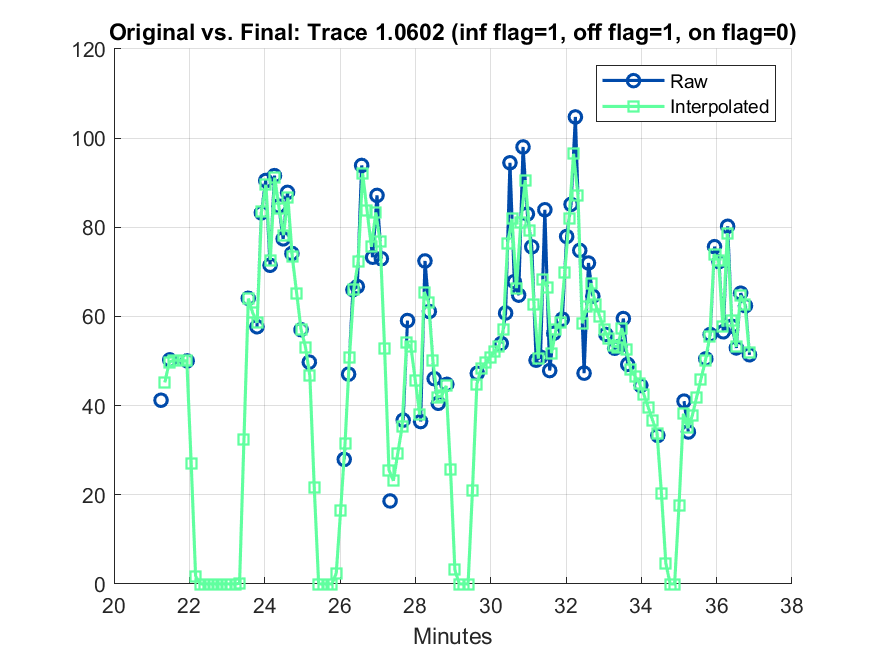 Original vs. Final: Trace 1.0602 (inf flag=1, off flag=1, on flag=0)
120
100
80
60
40
20
0
Raw
Interpolated
20 22 24 26 28 30 32 34 36 38
Minutes